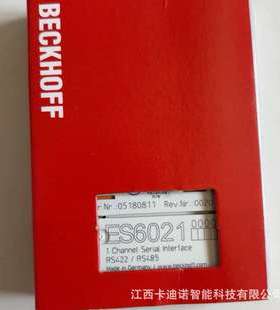 BECKHOFF
r Nr.:05180811 Rev.Nr.:0020
ES6021
1 Channel Serial Interface
RS422 / RS485
Made in Germany
江西卡迪诺智能科技有限公司